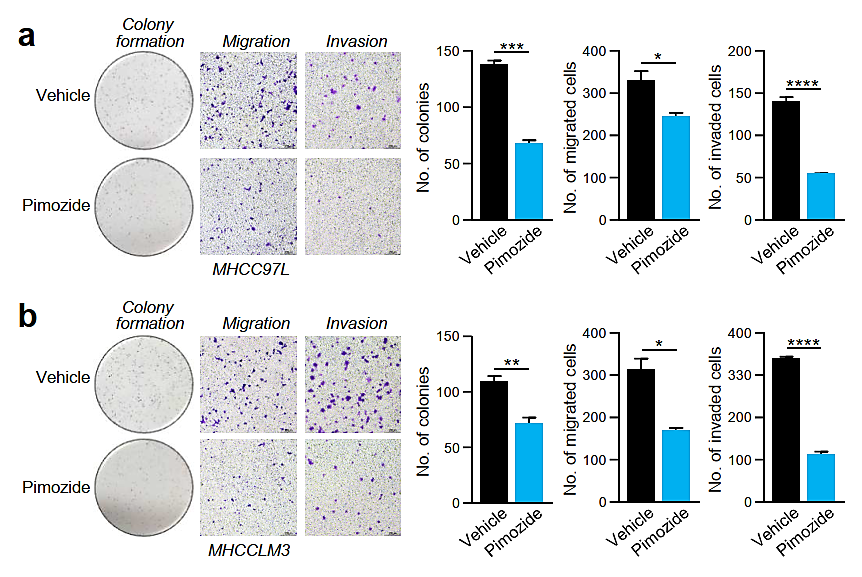 a
Colony
formation
Migration
Invasion
Vehicle
Pimozide
MHCC97L
No. of colonies
150
100
50
0
***
Vehicle
Pimozide
No. of migrated cells
400
300
200
100
0
*
Vehicle
Pimozide
No. of invaded cells
200
150
100
50
0
****
Vehicle
Pimozide
b
Colony
formation
Migration
Invasion
Vehicle
Pimozide
MHCCLM3
No. of colonies
150
100
50
0
**
Vehicle
Pimozide
No. of migrated cells
400
300
200
100
0
*
Vehicle
Pimozide
No. of invaded cells
400
330
200
100
0
****
Vehicle
Pimozide